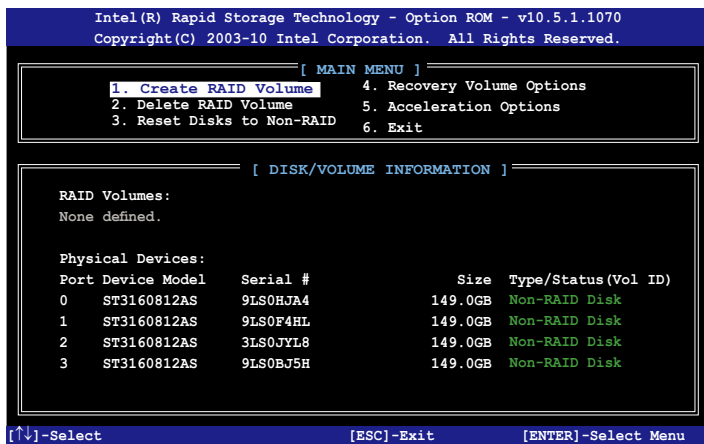 Intel(R) Rapid Storage Technology - Option ROM - v10.5.1.1070
Copyright(C) 2003-10 Intel Corporation.  All Rights Reserved.
[ MAIN MENU ]
1. Create RAID Volume    4. Recovery Volume Options
2. Delete RAID Volume    5. Acceleration Options
3. Reset Disks to Non-RAID    6. Exit
[ DISK/VOLUME INFORMATION ]
RAID Volumes:
None defined.
Physical Devices:
Port Device Model    Serial #    Size    Type/Status(Vol ID)
0    ST3160812AS    9LS0HJA4    149.0GB    Non-RAID Disk
1    ST3160812AS    9LS0F4HL    149.0GB    Non-RAID Disk
2    ST3160812AS    3LS0JYL8    149.0GB    Non-RAID Disk
3    ST3160812AS    9LS0BJ5H    149.0GB    Non-RAID Disk
[↑↓]-Select    [ESC]-Exit    [ENTER]-Select Menu